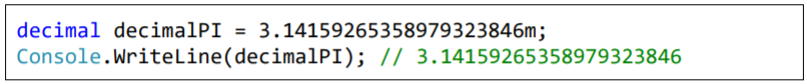 decimal decimalPI = 3.14159265358979323846m;
Console.WriteLine(decimalPI); // 3.14159265358979323846